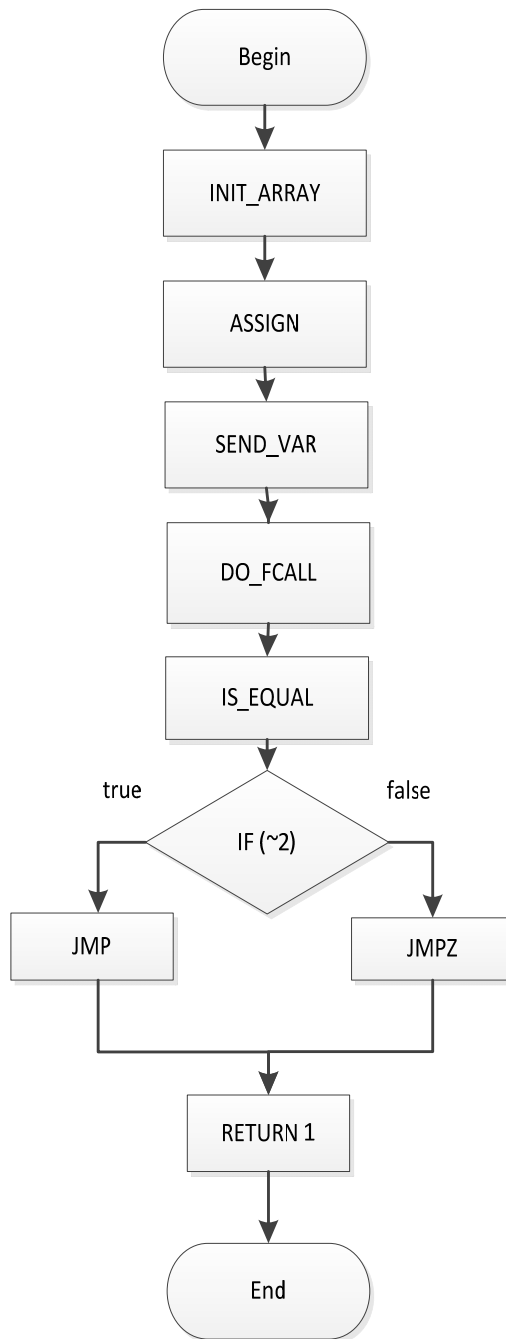 Begin
INIT_ARRAY
ASSIGN
SEND_VAR
DO_FCALL
IS_EQUAL
true
false
IF (~2)
JMP
JMPZ
RETURN 1
End